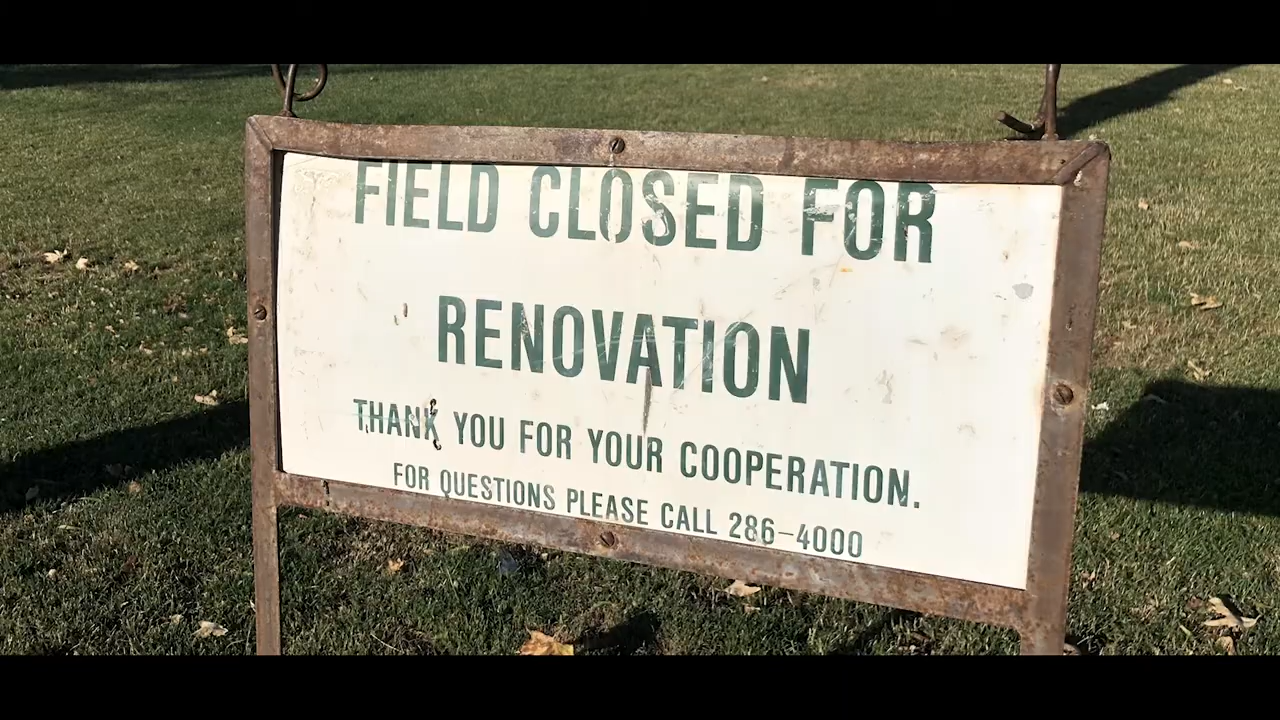 FIELD CLOSED FOR
RENOVATION
THANK YOU FOR YOUR COOPERATION.
FOR QUESTIONS PLEASE CALL 286-4000